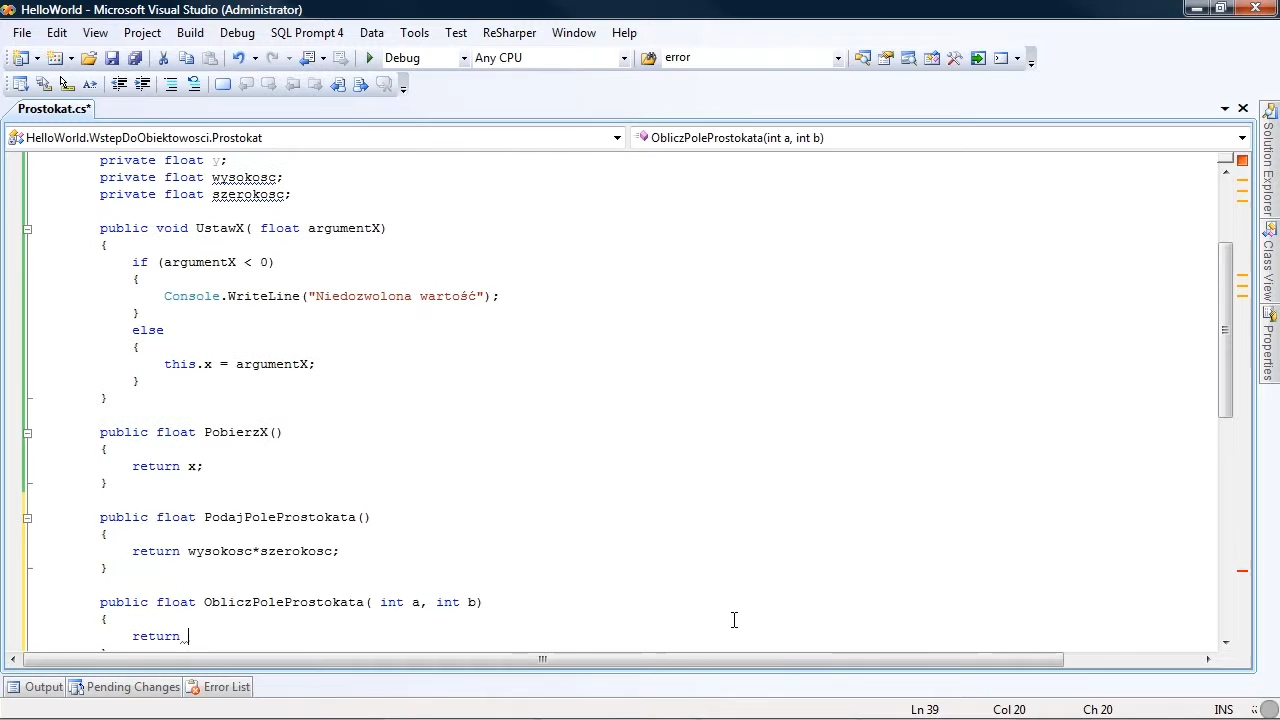 HelloWorld - Microsoft Visual Studio (Administrator)
File Edit View Project Build Debug SQL Prompt 4 Data Tools Test ReSharper Window Help
Debug Any CPU error
Prostokat.cs*
HelloWorld.WstepDoObiektowosci.Prostokat ObliczPoleProstokata(int a, int b)
private float y;
private float wysokosc;
private float szerokosc;
public void UstawX( float argumentX)
{
if (argumentX < 0)
{
Console.WriteLine("Niedozwolona wartość");
}
else
{
this.x = argumentX;
}
}
public float PobierzX()
{
return x;
}
public float PodajPoleProstokata()
{
return wysokosc*szerokosc;
}
public float ObliczPoleProstokata( int a, int b)
{
return
Solution Explorer
Class View
Properties
Output Pending Changes Error List
Ln 39 Col 20 Ch 20 INS